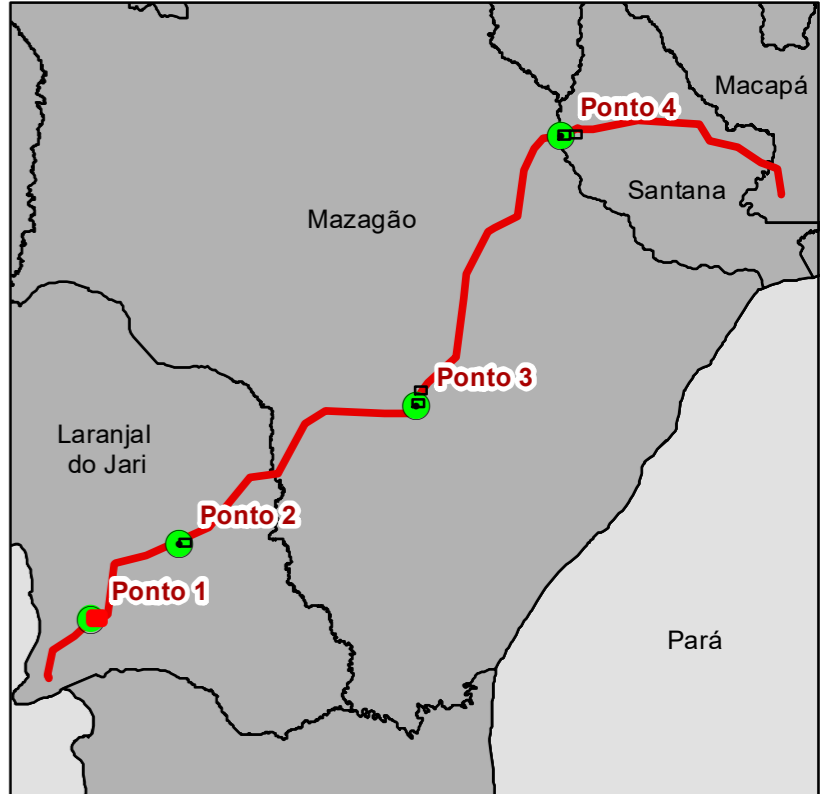 Macapá
Ponto 4
Santana
Mazagão
Ponto 3
Laranjal
do Jari
Ponto 2
Ponto 1
Pará